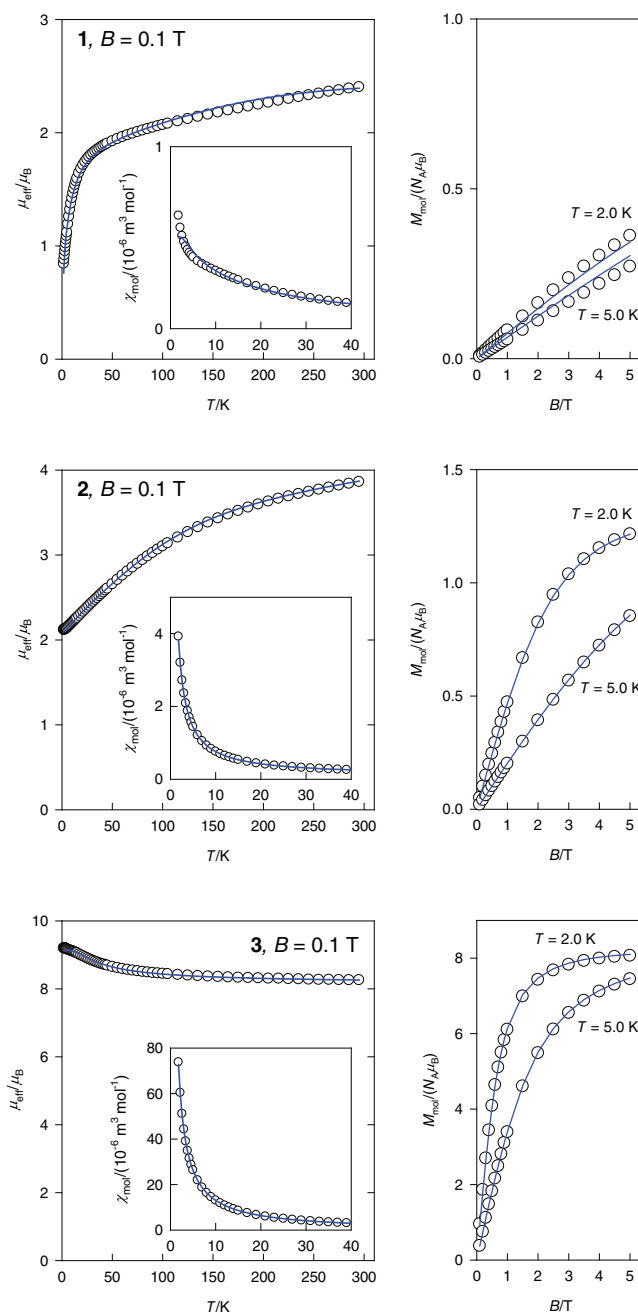 1, B = 0.1 T
μeff/μB
3
2
1
0
0 50 100 150 200 250 300
T/K
χmol/(10⁻⁶ m³ mol⁻¹)
1
0
0 10 20 30 40
Mmol/(NAμB)
1.0
0.5
0.0
T = 2.0 K
T = 5.0 K
0 1 2 3 4 5
B/T
2, B = 0.1 T
μeff/μB
4
3
2
1
0
0 50 100 150 200 250 300
T/K
χmol/(10⁻⁶ m³ mol⁻¹)
4
2
0
0 10 20 30 40
Mmol/(NAμB)
1.5
1.0
0.5
0.0
T = 2.0 K
T = 5.0 K
0 1 2 3 4 5
B/T
3, B = 0.1 T
μeff/μB
10
8
6
4
2
0
0 50 100 150 200 250 300
T/K
χmol/(10⁻⁶ m³ mol⁻¹)
80
60
40
20
0
0 10 20 30 40
Mmol/(NAμB)
8
6
4
2
0
T = 2.0 K
T = 5.0 K
0 1 2 3 4 5
B/T